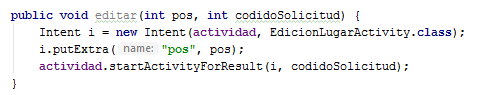 public void editar(int pos, int codidoSolicitud) {
Intent i = new Intent(actividad, EdicionLugarActivity.class);
i.putExtra( name: "pos", pos);
actividad.startActivityForResult(i, codidoSolicitud);
}